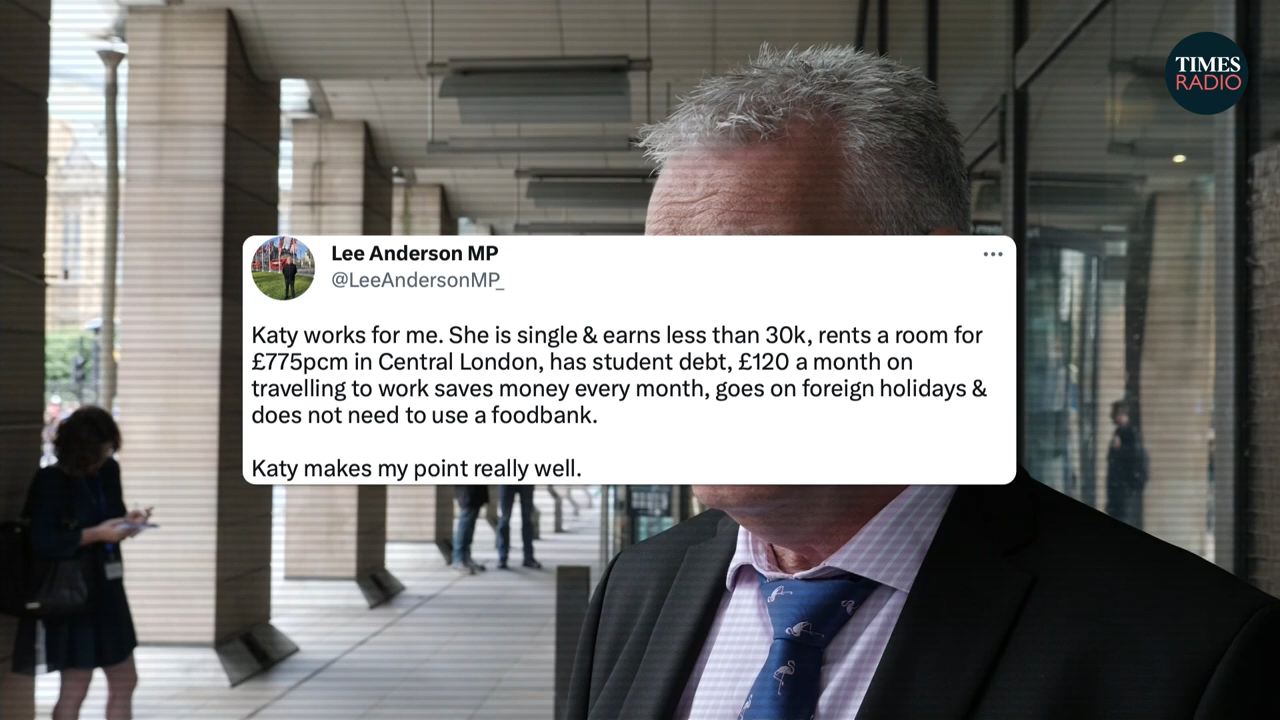 TIMES
RADIO
Lee Anderson MP
@LeeAndersonMP_
Katy works for me. She is single & earns less than 30k, rents a room for
£775pcm in Central London, has student debt, £120 a month on
travelling to work saves money every month, goes on foreign holidays &
does not need to use a foodbank.
Katy makes my point really well.